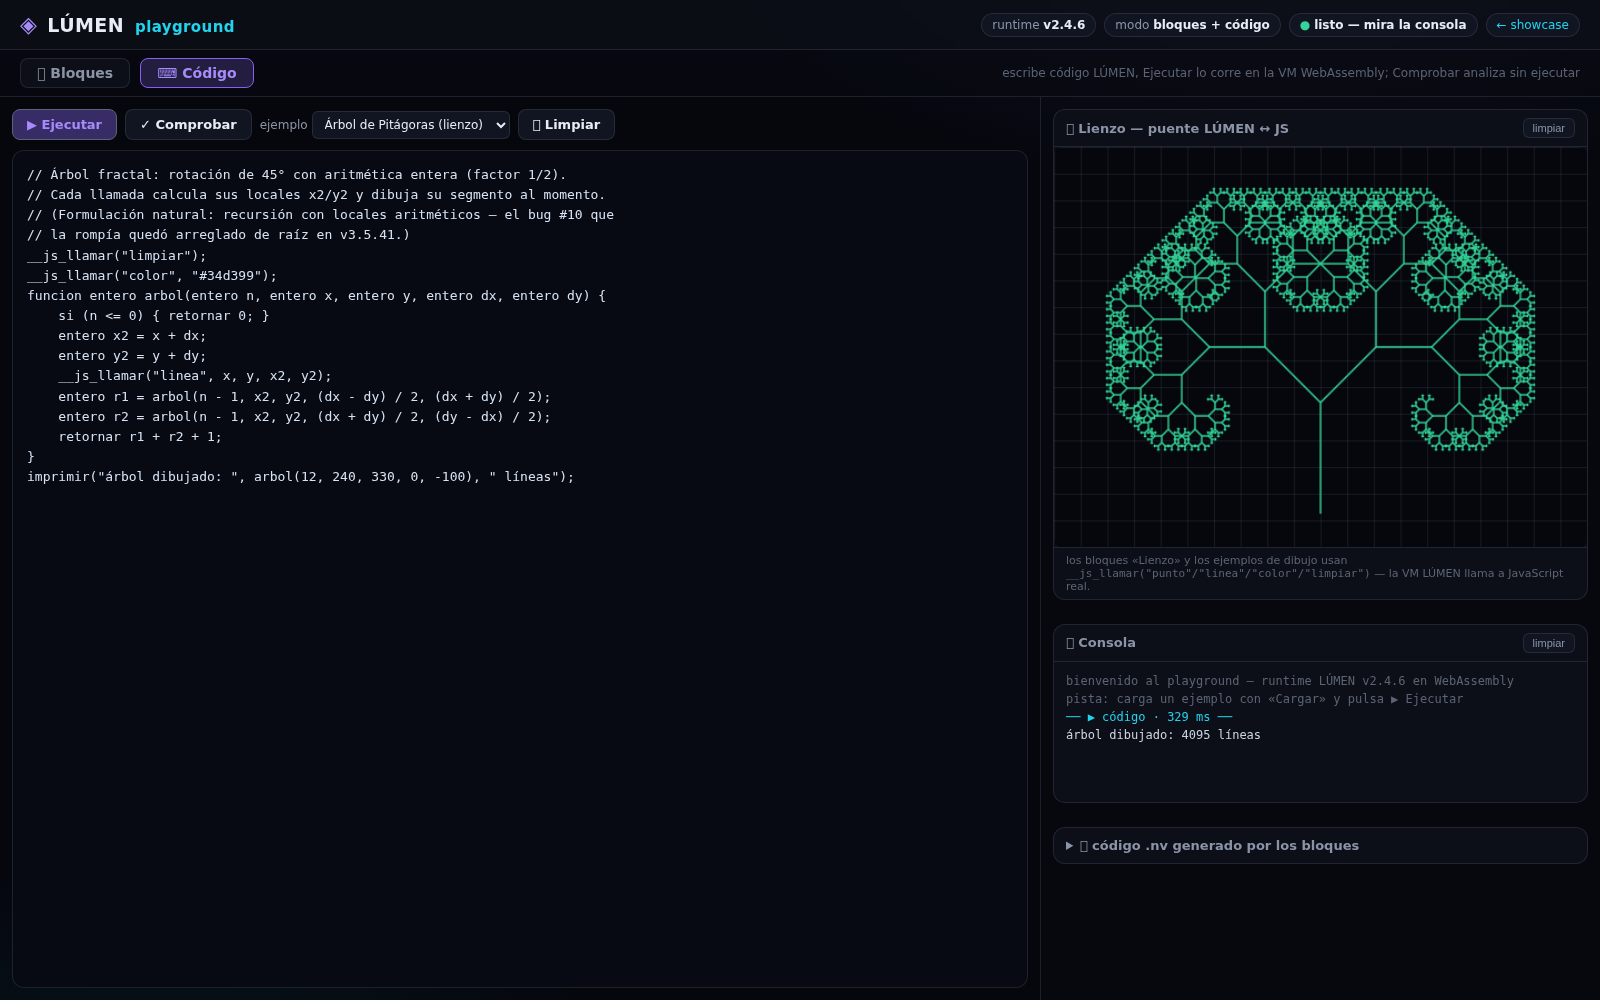 ◈ LÚMEN playground
runtime v2.4.6
modo bloques + código
● listo — mira la consola
← showcase
Bloques
⌨ Código
escribe código LÚMEN, Ejecutar lo corre en la VM WebAssembly; Comprobar analiza sin ejecutar
▶ Ejecutar
✓ Comprobar
ejemplo
Árbol de Pitágoras (lienzo)
Limpiar
// Árbol fractal: rotación de 45° con aritmética entera (factor 1/2).
// Cada llamada calcula sus locales x2/y2 y dibuja su segmento al momento.
// (Formulación natural: recursión con locales aritméticos — el bug #10 que
// la rompía quedó arreglado de raíz en v3.5.41.)
__js_llamar("limpiar");
__js_llamar("color", "#34d399");
funcion entero arbol(entero n, entero x, entero y, entero dx, entero dy) {
    si (n <= 0) { retornar 0; }
    entero x2 = x + dx;
    entero y2 = y + dy;
    __js_llamar("linea", x, y, x2, y2);
    entero r1 = arbol(n - 1, x2, y2, (dx - dy) / 2, (dx + dy) / 2);
    entero r2 = arbol(n - 1, x2, y2, (dx + dy) / 2, (dy - dx) / 2);
    retornar r1 + r2 + 1;
}
imprimir("árbol dibujado: ", arbol(12, 240, 330, 0, -100), " líneas");
Lienzo — puente LÚMEN ↔ JS
limpiar
los bloques «Lienzo» y los ejemplos de dibujo usan
__js_llamar("punto"/"linea"/"color"/"limpiar") — la VM LÚMEN llama a JavaScript
real.
Consola
limpiar
bienvenido al playground — runtime LÚMEN v2.4.6 en WebAssembly
pista: carga un ejemplo con «Cargar» y pulsa ▶ Ejecutar
── ▶ código · 329 ms ──
árbol dibujado: 4095 líneas
▶ código .nv generado por los bloques